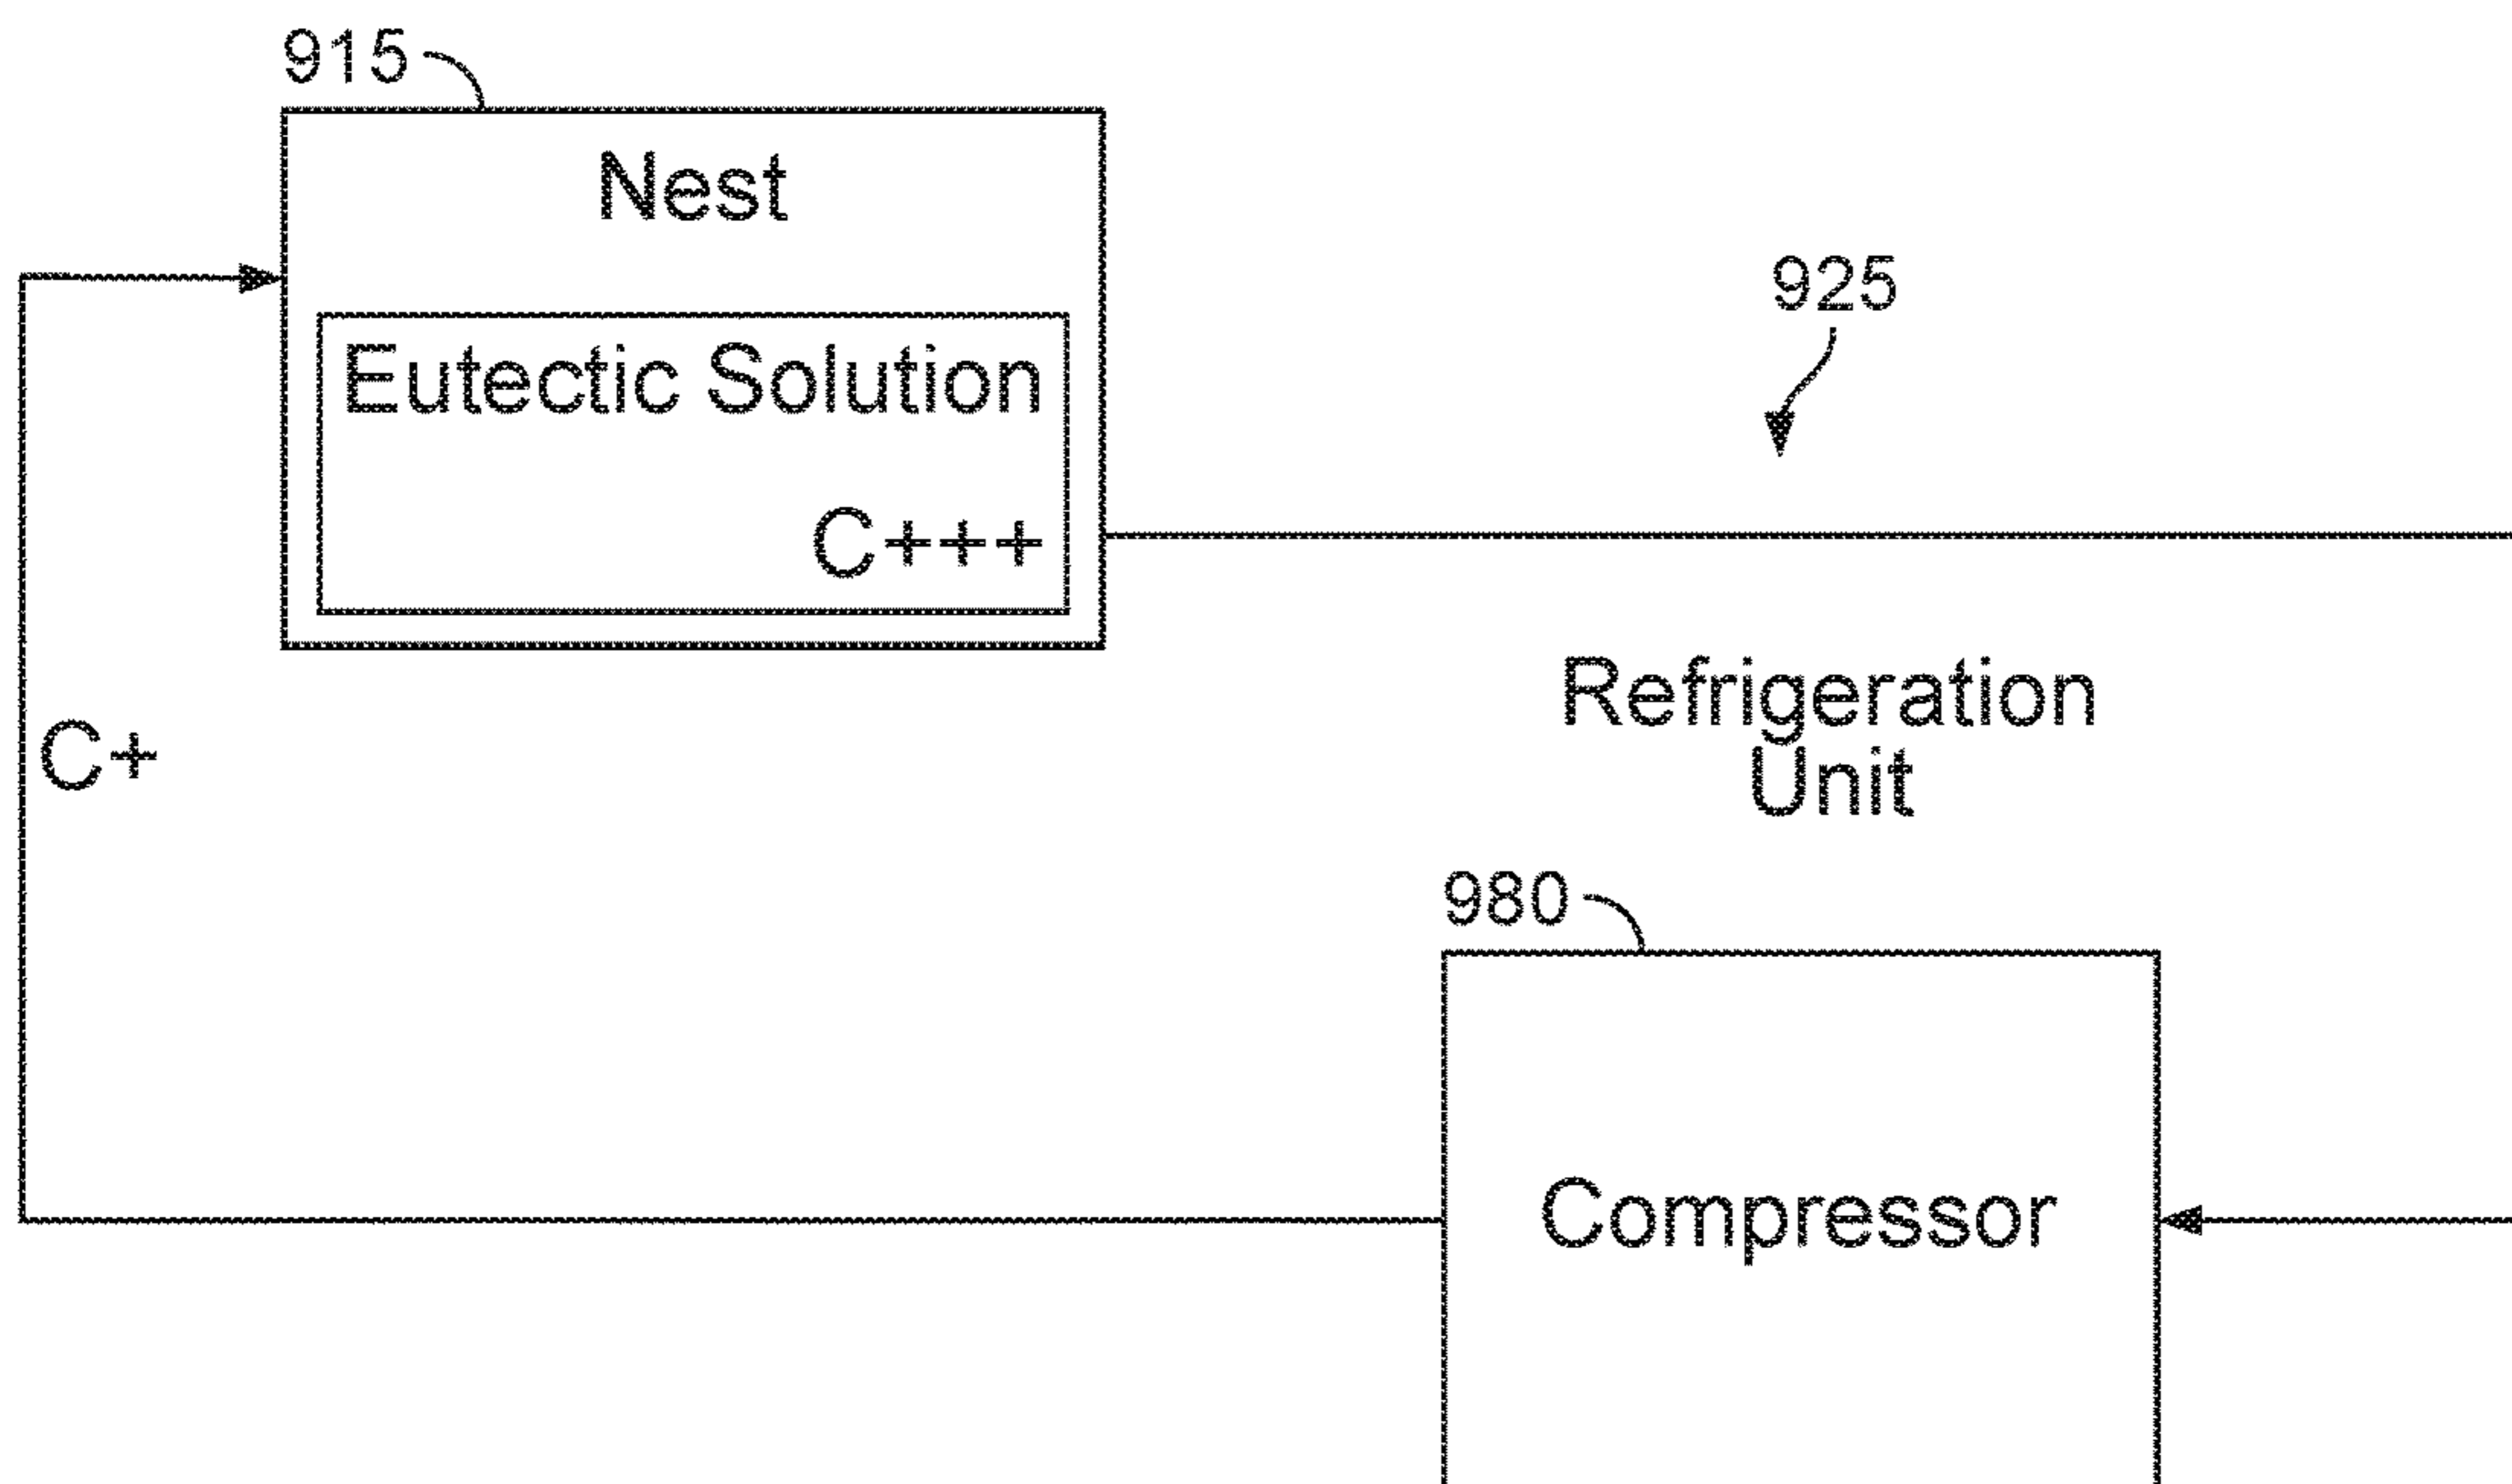 915
Nest
925
Eutectic Solution
C+++
Refrigeration
Unit
C+
980
Compressor